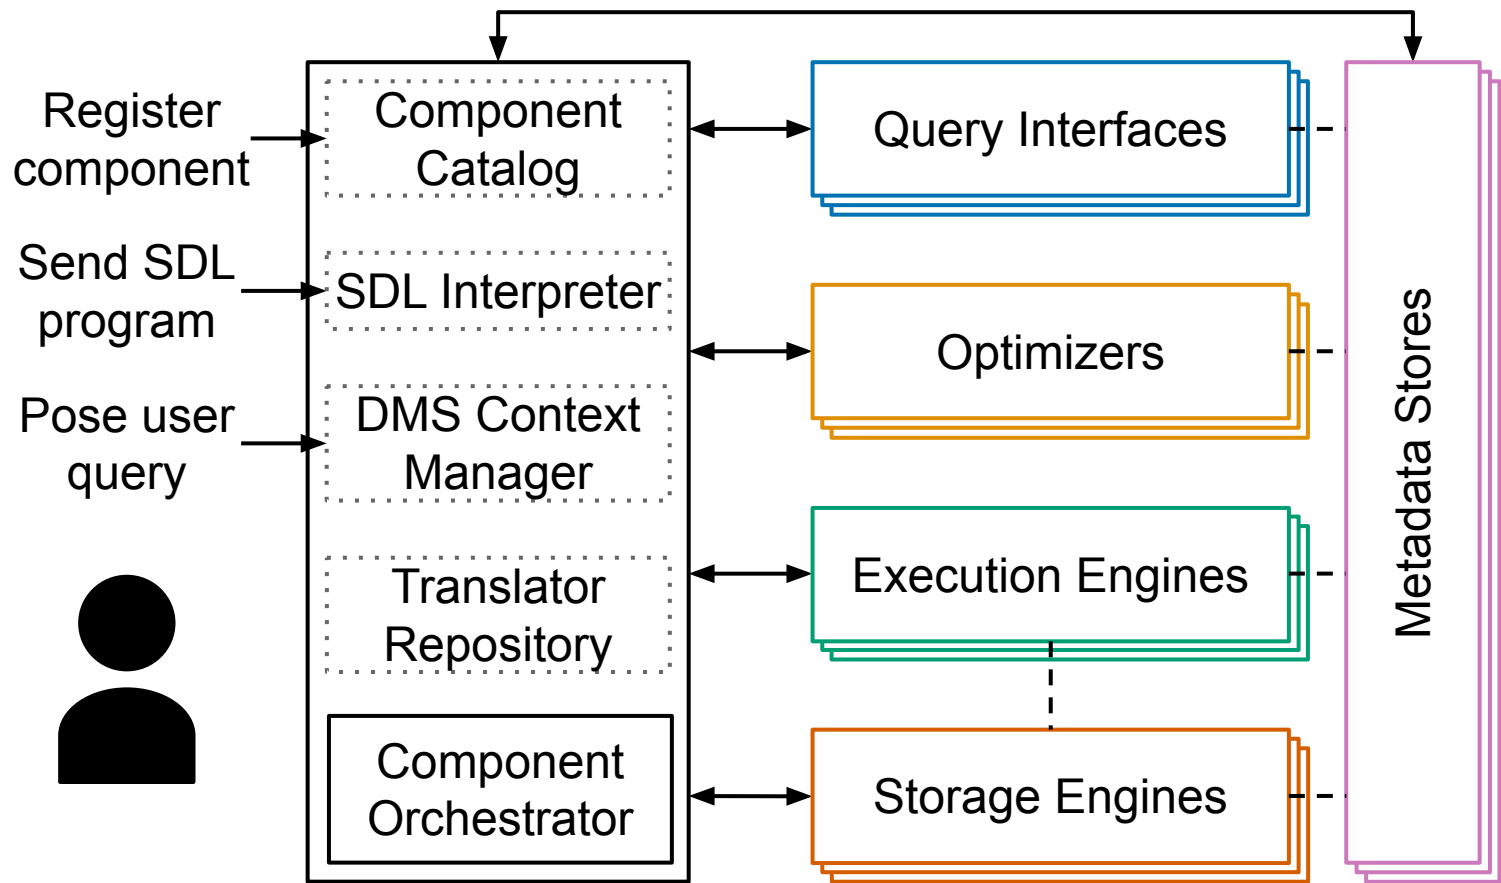 Register
component
Send SDL
program
Pose user
query
Component
Catalog
SDL Interpreter
DMS Context
Manager
Translator
Repository
Component
Orchestrator
Query Interfaces
Optimizers
Execution Engines
Storage Engines
Metadata Stores